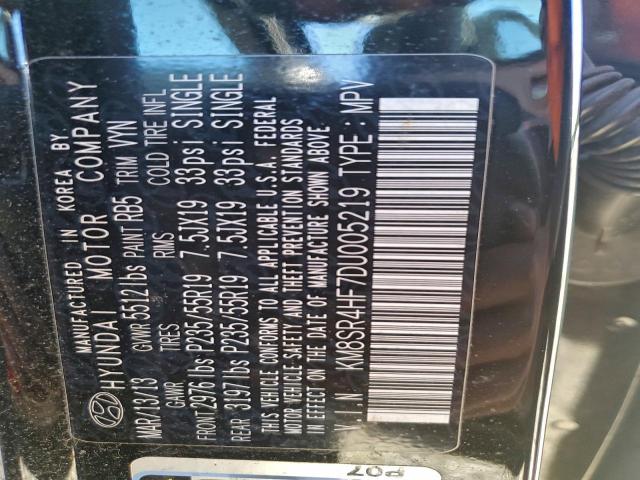 MANUFACTURED IN KOREA BY
HYUNDAI MOTOR COMPANY
MAR/13/13 GVWR 5512 lbs PAINT RB5 TRIM VYN
GAWR TIRES RIMS COLD TIRE INFL
FRONT 2976 lbs P235/55R19 7.5JX19 33psi SINGLE
REAR 3197 lbs P235/55R19 7.5JX19 33psi SINGLE
THIS VEHICLE CONFORMS TO ALL APPLICABLE U.S.A. FEDERAL
MOTOR VEHICLE SAFETY AND THEFT PREVENTION STANDARDS
IN EFFECT ON THE DATE OF MANUFACTURE SHOWN ABOVE.
V.I.N : KM8SR4HF7DU005219 TYPE : MPV
P07